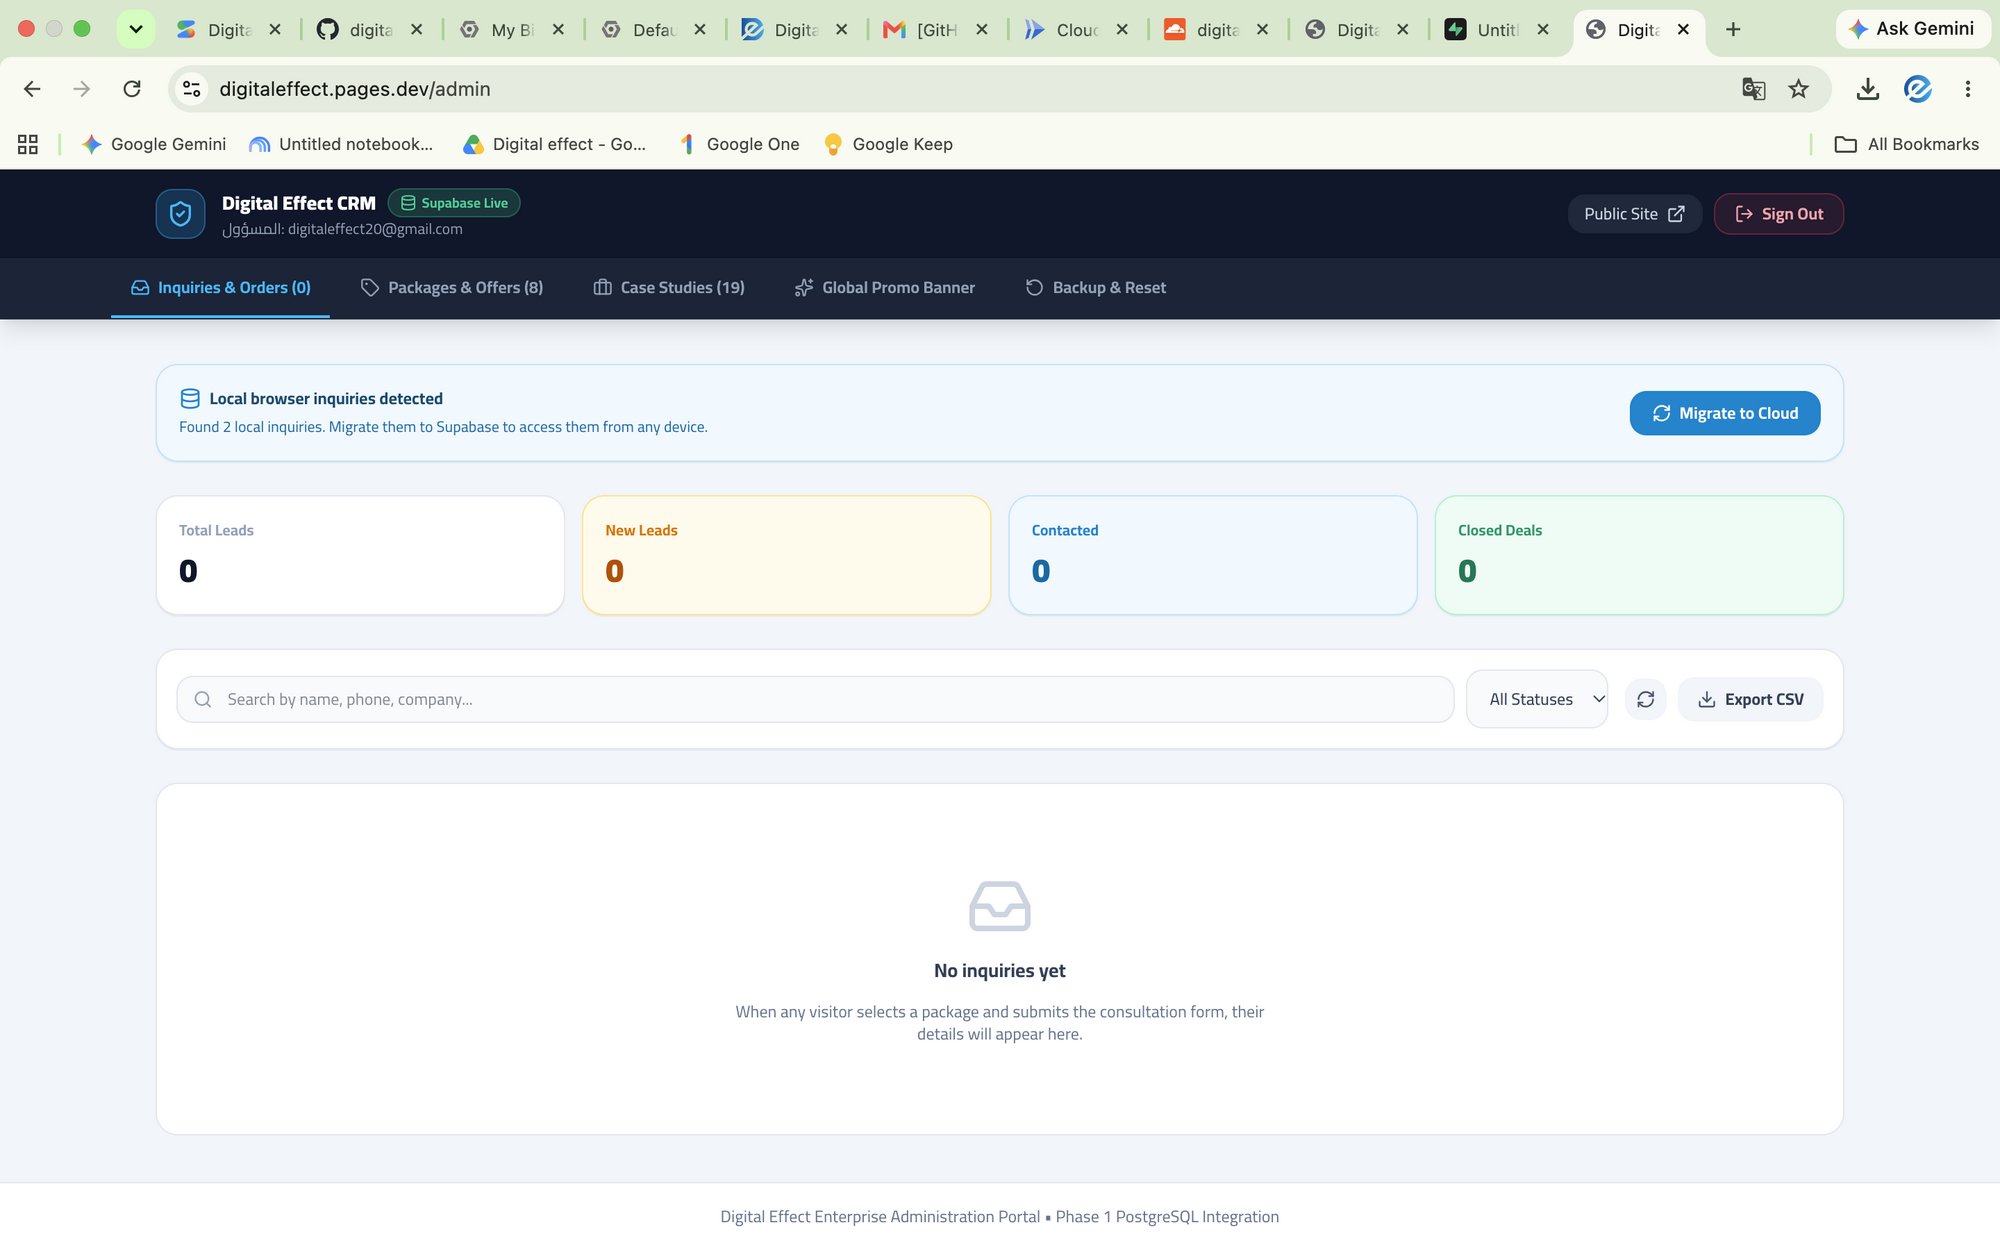 Digita
digita
My Bi
Defau
Digita
[GitH
Clouc
digita
Digita
Untitl
Digita
Ask Gemini
digitaleffect.pages.dev/admin
Google Gemini
Untitled notebook...
Digital effect - Go...
Google One
Google Keep
All Bookmarks
Digital Effect CRM
Supabase Live
المسؤول: digitaleffect20@gmail.com
Public Site
Sign Out
Inquiries & Orders (0)
Packages & Offers (8)
Case Studies (19)
Global Promo Banner
Backup & Reset
Local browser inquiries detected
Found 2 local inquiries. Migrate them to Supabase to access them from any device.
Migrate to Cloud
Total Leads
0
New Leads
0
Contacted
0
Closed Deals
0
Search by name, phone, company...
All Statuses
Export CSV
No inquiries yet
When any visitor selects a package and submits the consultation form, their
details will appear here.
Digital Effect Enterprise Administration Portal • Phase 1 PostgreSQL Integration